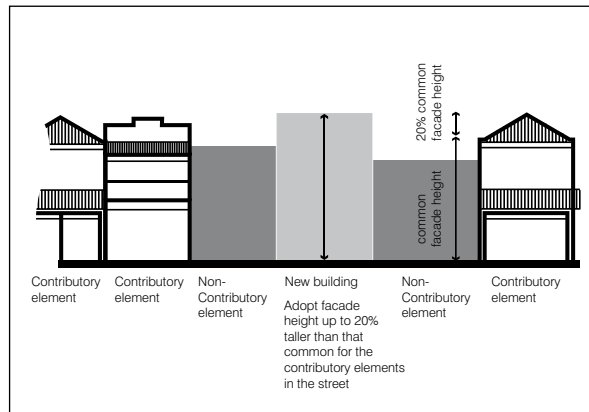 20% common
facade height
common
facade height
Contributory
element
Contributory
element
Non-
Contributory
element
New building
Adopt facade
height up to 20%
taller than that
common for the
contributory elements
in the street
Non-
Contributory
element
Contributory
element